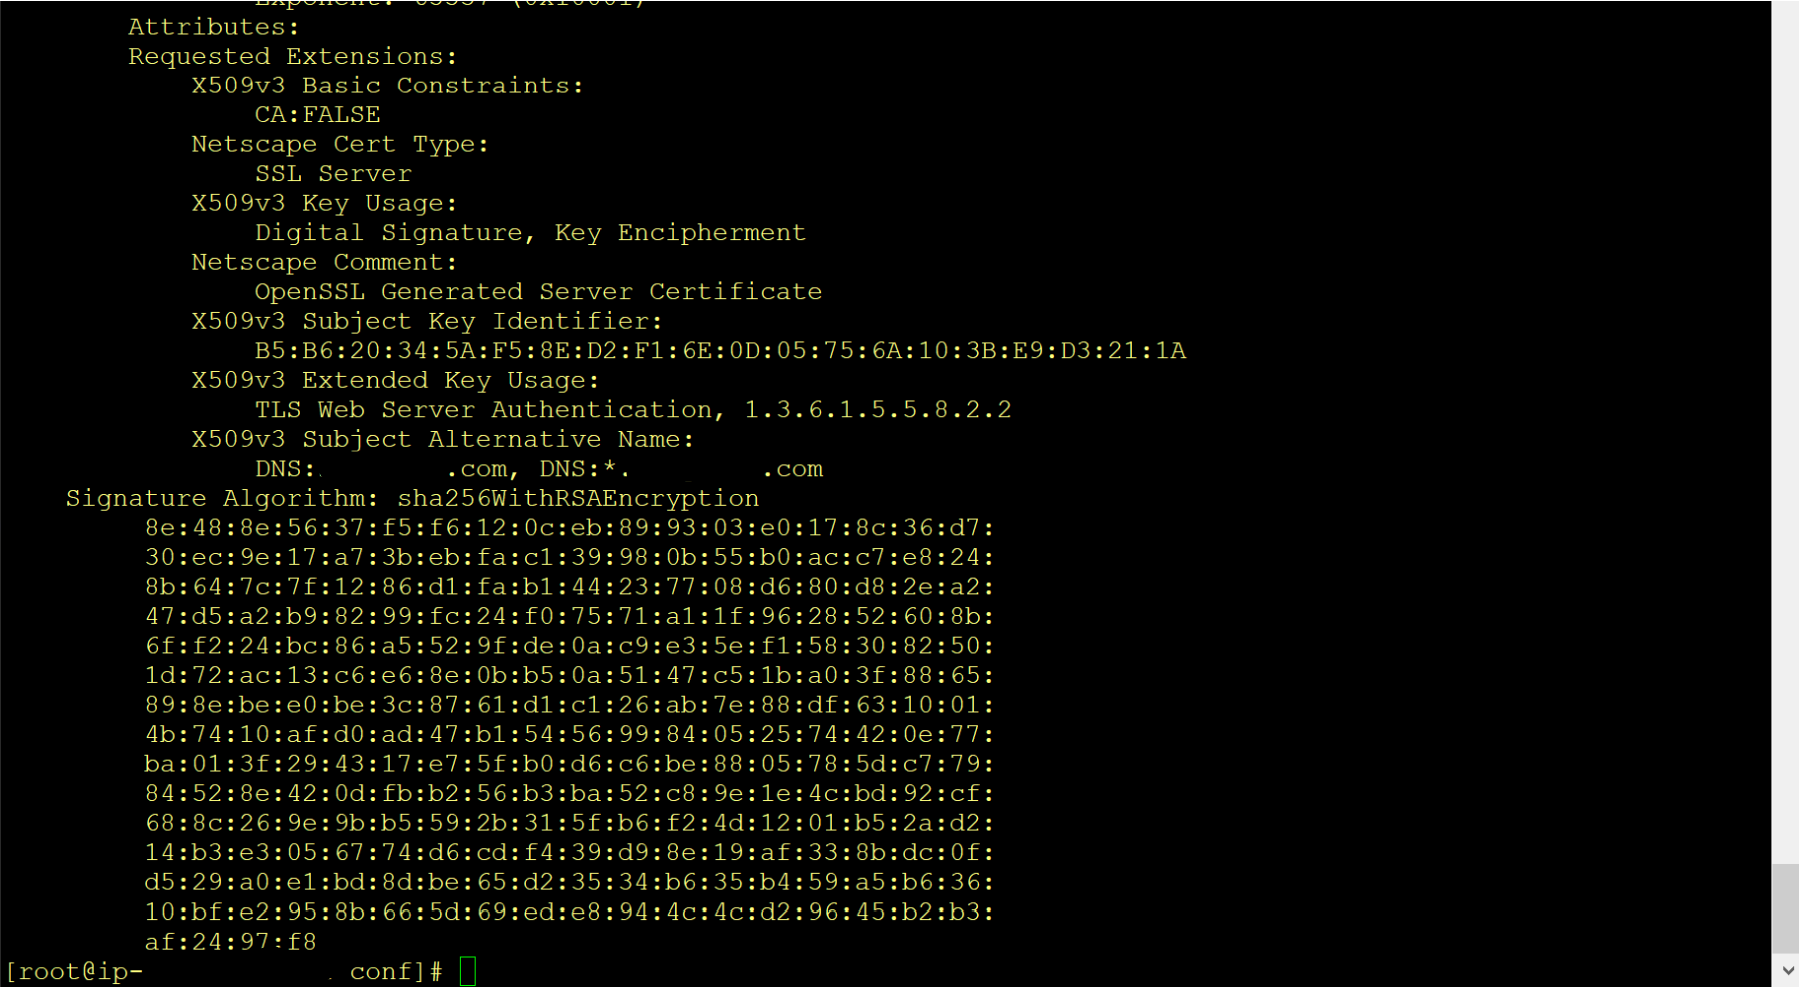 Exponent: 65537 (0x10001)
Attributes:
Requested Extensions:
X509v3 Basic Constraints:
CA:FALSE
Netscape Cert Type:
SSL Server
X509v3 Key Usage:
Digital Signature, Key Encipherment
Netscape Comment:
OpenSSL Generated Server Certificate
X509v3 Subject Key Identifier:
B5:B6:20:34:5A:F5:8E:D2:F1:6E:0D:05:75:6A:10:3B:E9:D3:21:1A
X509v3 Extended Key Usage:
TLS Web Server Authentication, 1.3.6.1.5.5.8.2.2
X509v3 Subject Alternative Name:
DNS: .com, DNS:*. .com
Signature Algorithm: sha256WithRSAEncryption
8e:48:8e:56:37:f5:f6:12:0c:eb:89:93:03:e0:17:8c:36:d7:
30:ec:9e:17:a7:3b:eb:fa:c1:39:98:0b:55:b0:ac:c7:e8:24:
8b:64:7c:7f:12:86:d1:fa:b1:44:23:77:08:d6:80:d8:2e:a2:
47:d5:a2:b9:82:99:fc:24:f0:75:71:a1:1f:96:28:52:60:8b:
6f:f2:24:bc:86:a5:52:9f:de:0a:c9:e3:5e:f1:58:30:82:50:
1d:72:ac:13:c6:e6:8e:0b:b5:0a:51:47:c5:1b:a0:3f:88:65:
89:8e:be:e0:be:3c:87:61:d1:c1:26:ab:7e:88:df:63:10:01:
4b:74:10:af:d0:ad:47:b1:54:56:99:84:05:25:74:42:0e:77:
ba:01:3f:29:43:17:e7:5f:b0:d6:c6:be:88:05:78:5d:c7:79:
84:52:8e:42:0d:fb:b2:56:b3:ba:52:c8:9e:1e:4c:bd:92:cf:
68:8c:26:9e:9b:b5:59:2b:31:5f:b6:f2:4d:12:01:b5:2a:d2:
14:b3:e3:05:67:74:d6:cd:f4:39:d9:8e:19:af:33:8b:dc:0f:
d5:29:a0:e1:bd:8d:be:65:d2:35:34:b6:35:b4:59:a5:b6:36:
10:bf:e2:95:8b:66:5d:69:ed:e8:94:4c:4c:d2:96:45:b2:b3:
af:24:97:f8
[root@ip- conf]#